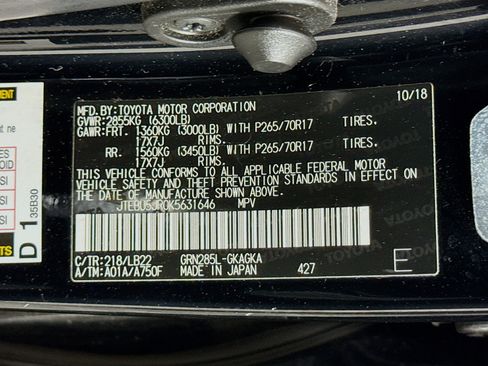 MFD.BY:TOYOTA MOTOR CORPORATION 10/18
GVWR:2855KG (6300LB)
GAWR:FRT. 1360KG (3000LB) WITH P265/70R17 TIRES.
17X7J RIMS.
RR. 1560KG (3450LB) WITH P265/70R17 TIRES.
17X7J RIMS.
THIS VEHICLE CONFORMS TO ALL APPLICABLE FEDERAL MOTOR
VEHICLE SAFETY AND THEFT PREVENTION STANDARDS IN EFFECT ON
THE DATE OF MANUFACTURE SHOWN ABOVE.
JTEBU5JR0K5631646 MPV
C/TR:218/LB22 GRN285L-GKAGKA
A/TM:A01A/A750F MADE IN JAPAN 427 E
D 1
35B30